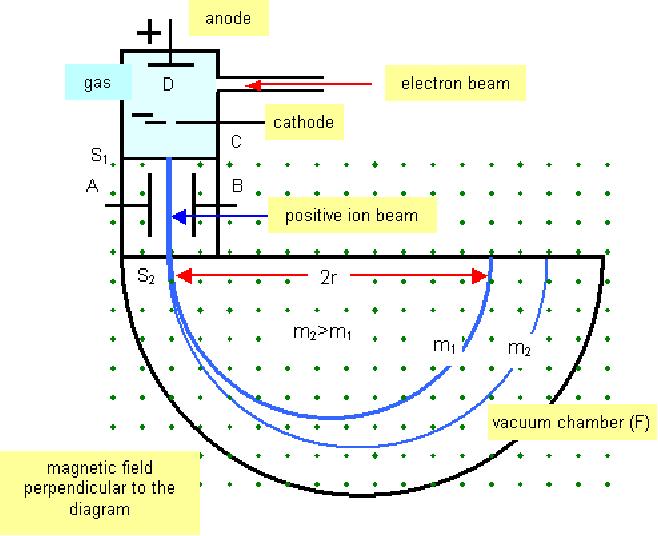 anode
+
gas
D
electron beam
cathode
C
S₁
A
B
positive ion beam
S₂
2r
m₂>m₁
m₁
m₂
vacuum chamber (F)
magnetic field
perpendicular to the
diagram